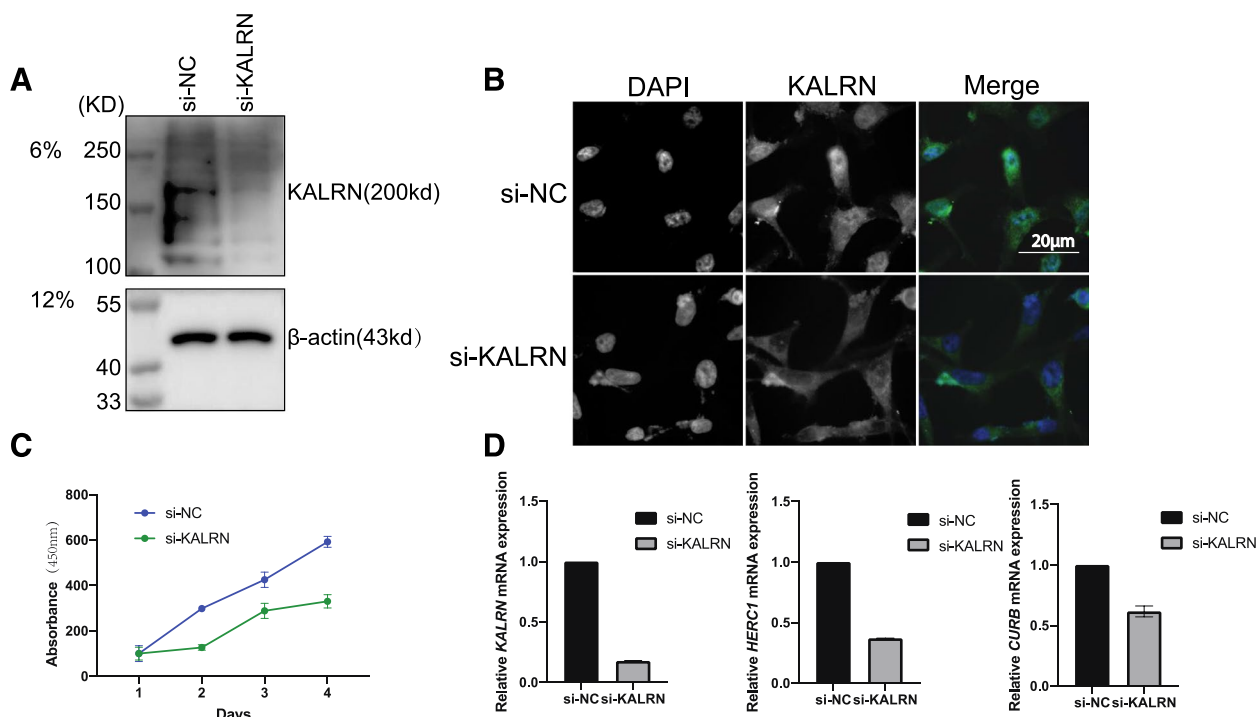 A
si-NC
si-KALRN
(KD)
6%
250
150
100
KALRN(200kd)
12%
55
40
33
β-actin(43kd）
B
DAPI
KALRN
Merge
si-NC
20μm
si-KALRN
C
Absorbance（450nm）
800
600
400
200
0
si-NC
si-KALRN
1 2 3 4
Days
D
Relative KALRN mRNA expression
1.5
1.0
0.5
0.0
si-NC
si-KALRN
si-NC si-KALRN
Relative HERC1 mRNA expression
1.5
1.0
0.5
0.0
si-NC
si-KALRN
si-NC si-KALRN
Relative CURB mRNA expression
1.5
1.0
0.5
0.0
si-NC
si-KALRN
si-NC si-KALRN